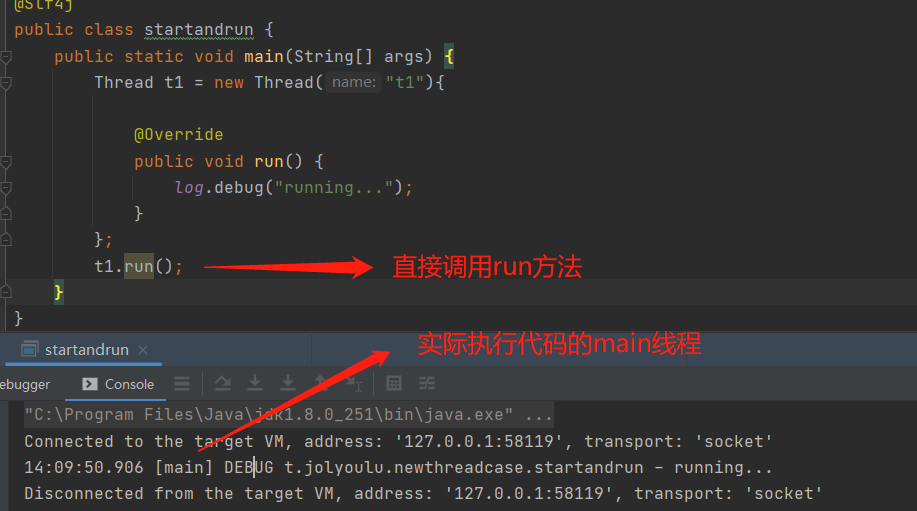 @Slf4j
public class startandrun {
public static void main(String[] args) {
Thread t1 = new Thread( name: "t1"){
@Override
public void run() {
log.debug("running...");
}
};
t1.run(); 直接调用run方法
}
}
实际执行代码的main线程
startandrun ×
ebugger Console
"C:\Program Files\Java\jdk1.8.0_251\bin\java.exe" ...
Connected to the target VM, address: '127.0.0.1:58119', transport: 'socket'
14:09:50.906 [main] DEBUG t.jolyoulu.newthreadcase.startandrun - running...
Disconnected from the target VM, address: '127.0.0.1:58119', transport: 'socket'